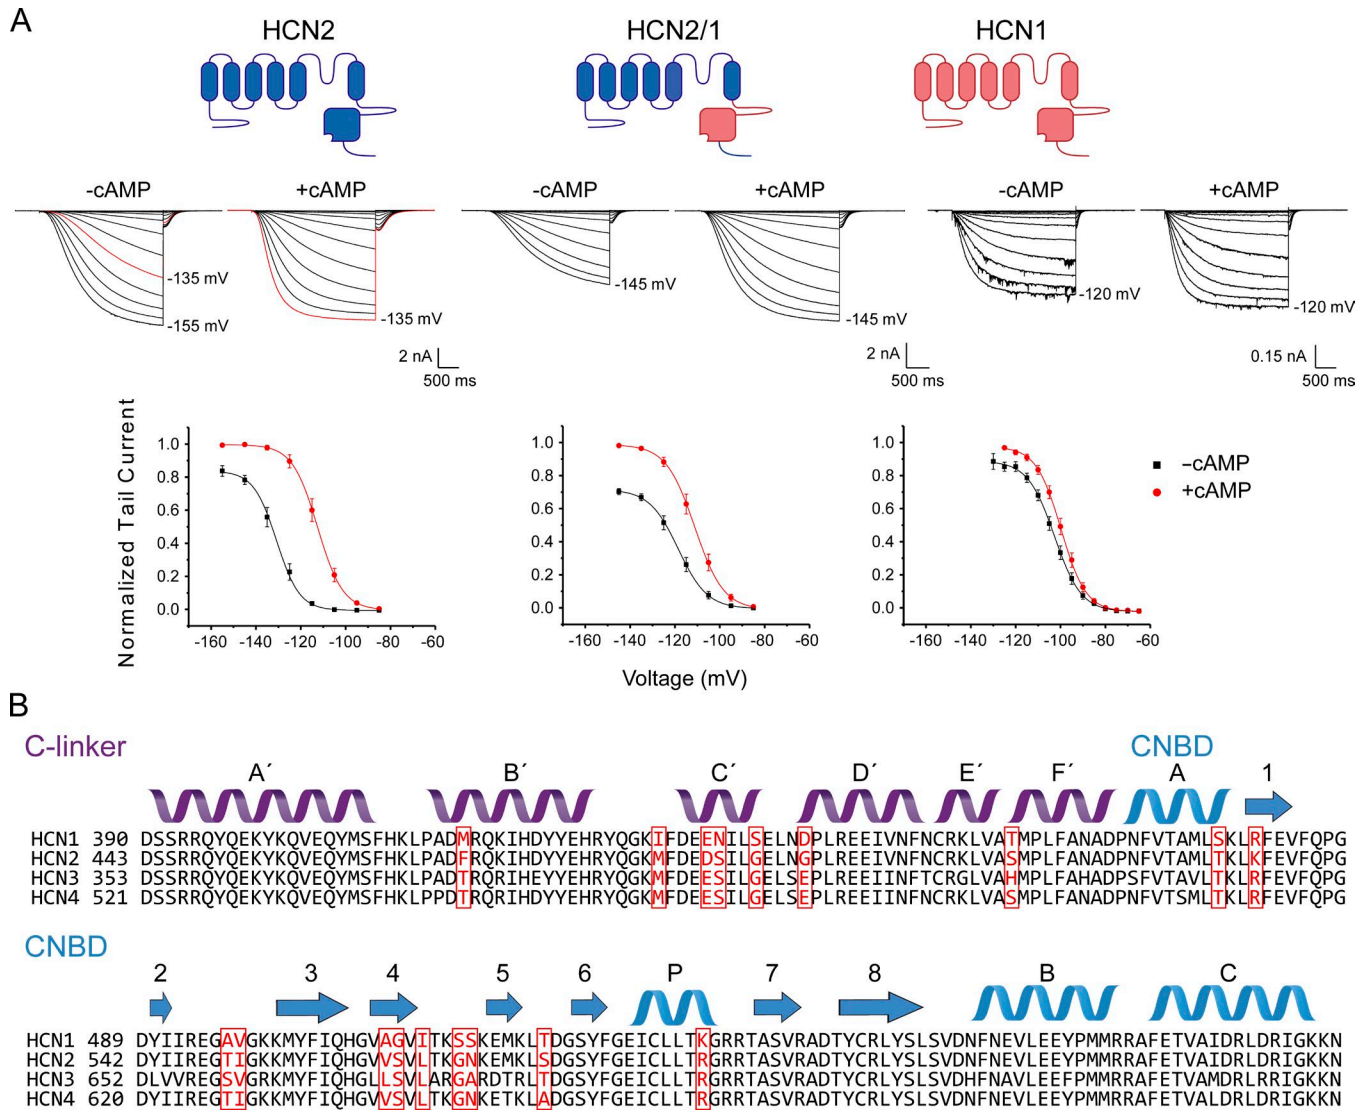 A
HCN2 HCN2/1 HCN1
-cAMP +cAMP -cAMP +cAMP -cAMP +cAMP
-135 mV
-155 mV
-135 mV
-145 mV
-145 mV
-120 mV
-120 mV
2 nA
500 ms
2 nA
500 ms
0.15 nA
500 ms
Normalized Tail Current
1.0
0.8
0.6
0.4
0.2
0.0
-160 -140 -120 -100 -80 -60
1.0
0.8
0.6
0.4
0.2
0.0
-160 -140 -120 -100 -80 -60
1.0
0.8
0.6
0.4
0.2
0.0
-160 -140 -120 -100 -80 -60
–cAMP
+cAMP
Voltage (mV)
B
C-linker CNBD
A´ B´ C´ D´ E´ F´ A 1
HCN1 390 DSSRRQYQEKYKQVEQYMSFHKLPADMRQKIHDYYEHRYQGKIFDEENILSELNDPLREEIVNFNCRKLVATMPLFANADPNFVTAMLSKLRFEVFQPG
HCN2 443 DSSRRQYQEKYKQVEQYMSFHKLPADFRQKIHDYYEHRYQGKMFDEDSILGELNGPLREEIVNFNCRKLVASMPLFANADPNFVTAMLTKLKFEVFQPG
HCN3 353 DSSRRQYQEKYKQVEQYMSFHKLPADTRQRIHEYYEHRYQGKMFDEESILGELSEPLREEIINFTCRGLVAHMPLFAHADPSFVTAVLTKLRFEVFQPG
HCN4 521 DSSRRQYQEKYKQVEQYMSFHKLPPDTRQRIHDYYEHRYQGKMFDEESILGELSEPLREEIINFNCRKLVASMPLFANADPNFVTSMLTKLRFEVFQPG
CNBD
2 3 4 5 6 P 7 8 B C
HCN1 489 DYIIREGAVGKKMYFIQHGVAGVITKSSKEMKLTDGSYFGEICLLTKGRRTASVRADTYCRLYSLSVDNFNEVLEEYPMMRRAFETVAIDRLDRIGKKN
HCN2 542 DYIIREGTIGKKMYFIQHGVVSVLTKGNKEMKLSDGSYFGEICLLTRGRRTASVRADTYCRLYSLSVDNFNEVLEEYPMMRRAFETVAIDRLDRIGKKN
HCN3 652 DLVVREGSVGRKMYFIQHGLLSVLARGARDTRLTDGSYFGEICLLTRGRRTASVRADTYCRLYSLSVDHFNAVLEEFPMMRRAFETVAMDRLRRIGKKN
HCN4 620 DYIIREGTIGKKMYFIQHGVVSVLTKGNKETKLADGSYFGEICLLTRGRRTASVRADTYCRLYSLSVDNFNEVLEEYPMMRRAFETVALDRLDRIGKKN